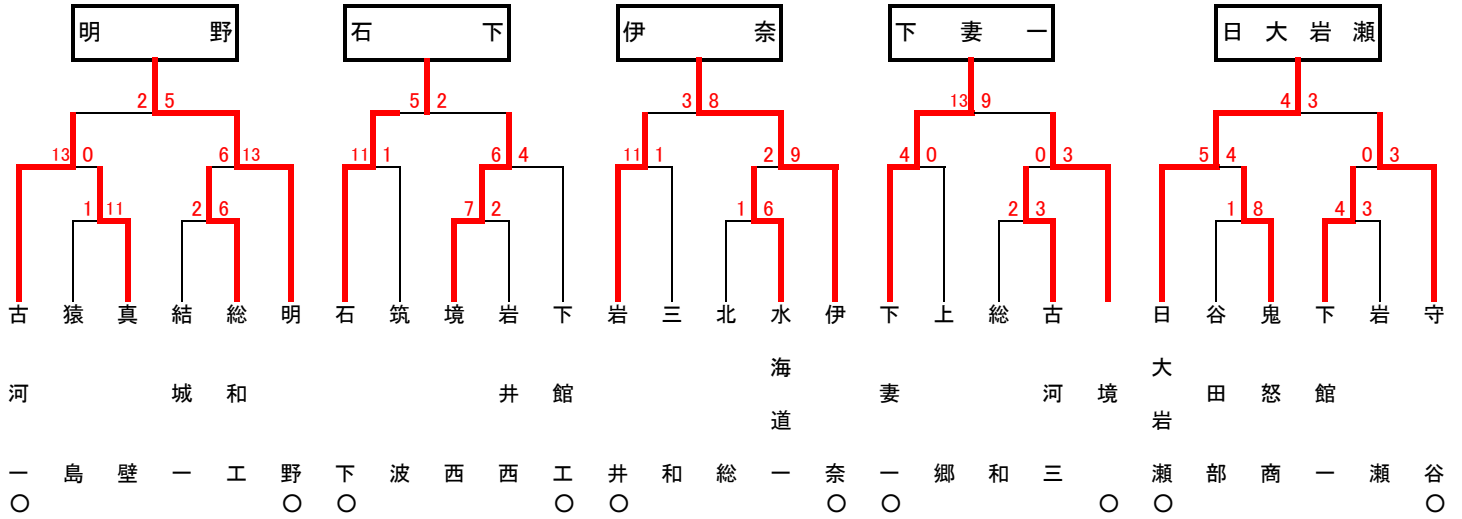 明野
石下
伊奈
下妻一
日大岩瀬
2 5
5 2
3 8
13 9
4 3
13 0
6 13
11 1
6 4
11 1
2 9
4 0
0 3
5 4
0 3
1 11
2 6
7 2
1 6
2 3
1 8
4 3
古河一
猿島
真壁
結城一
総和工
明野
石下
筑波
境西
岩井西
下館工
岩井
三和
北総
水海道一
伊奈
下妻一
上郷
総和
古河三
境
日大岩瀬
谷田部
鬼怒商
下館一
岩瀬
守谷
○ ○ ○ ○ ○ ○ ○ ○ ○ ○